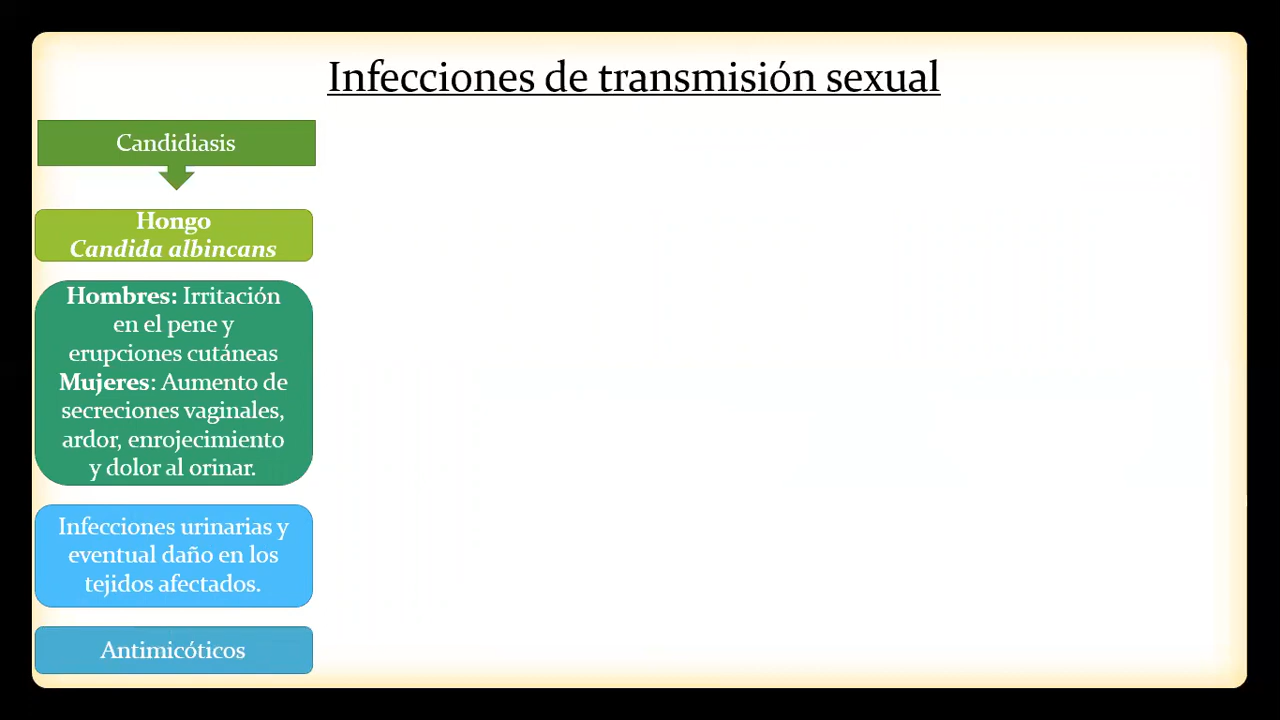 Infecciones de transmisión sexual
Candidiasis
Hongo
Candida albincans
Hombres: Irritación
en el pene y
erupciones cutáneas
Mujeres: Aumento de
secreciones vaginales,
ardor, enrojecimiento
y dolor al orinar.
Infecciones urinarias y
eventual daño en los
tejidos afectados.
Antimicóticos